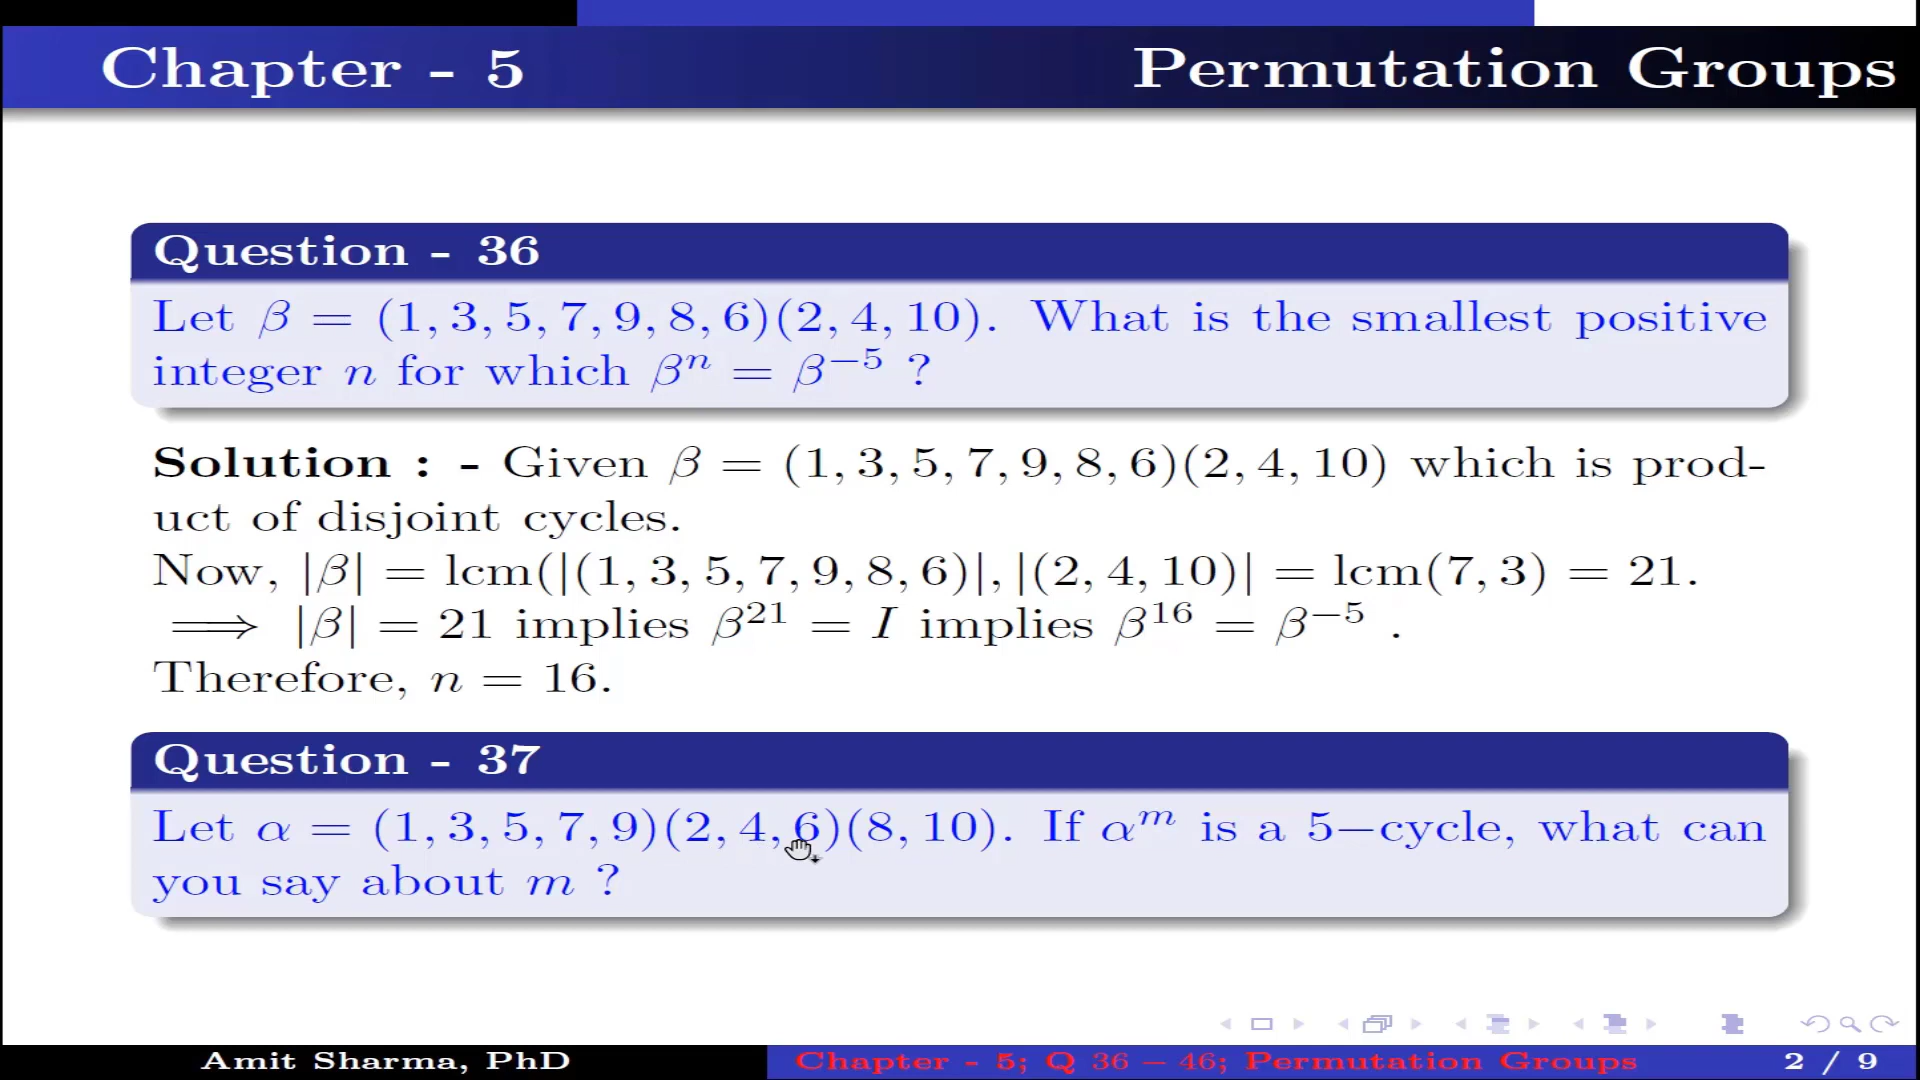 Chapter - 5 Permutation Groups
Question - 36
Let β = (1, 3, 5, 7, 9, 8, 6)(2, 4, 10). What is the smallest positive
integer n for which βⁿ = β⁻⁵ ?
Solution : - Given β = (1, 3, 5, 7, 9, 8, 6)(2, 4, 10) which is prod-
uct of disjoint cycles.
Now, |β| = lcm(|(1, 3, 5, 7, 9, 8, 6)|, |(2, 4, 10)| = lcm(7, 3) = 21.
⟹ |β| = 21 implies β²¹ = I implies β¹⁶ = β⁻⁵ .
Therefore, n = 16.
Question - 37
Let α = (1, 3, 5, 7, 9)(2, 4, 6)(8, 10). If αᵐ is a 5−cycle, what can
you say about m ?
Amit Sharma, PhD Chapter - 5; Q 36 − 46; Permutation Groups 2 / 9